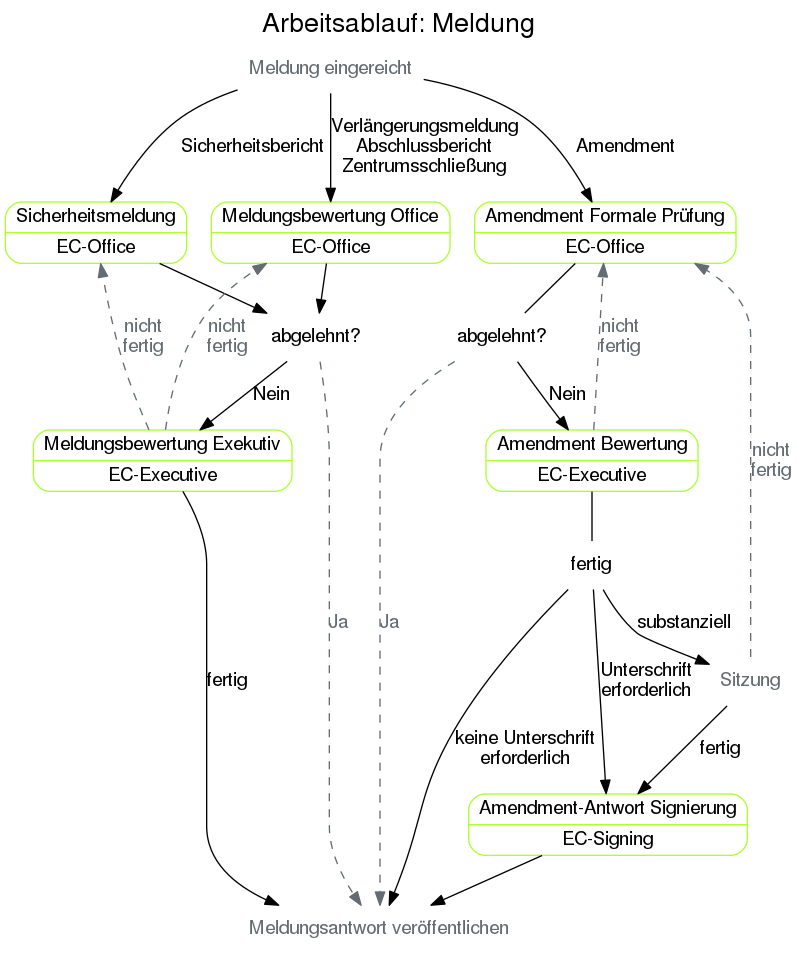 Arbeitsablauf: Meldung
Meldung eingereicht
Sicherheitsbericht
Verlängerungsmeldung
Abschlussbericht
Zentrumsschließung
Amendment
Sicherheitsmeldung
EC-Office
Meldungsbewertung Office
EC-Office
Amendment Formale Prüfung
EC-Office
nicht
fertig
nicht
fertig
abgelehnt?
abgelehnt?
nicht
fertig
Nein
Nein
Meldungsbewertung Exekutiv
EC-Executive
Amendment Bewertung
EC-Executive
nicht
fertig
fertig
Ja
Ja
substanziell
fertig
Unterschrift
erforderlich
Sitzung
keine Unterschrift
erforderlich
fertig
Amendment-Antwort Signierung
EC-Signing
Meldungsantwort veröffentlichen